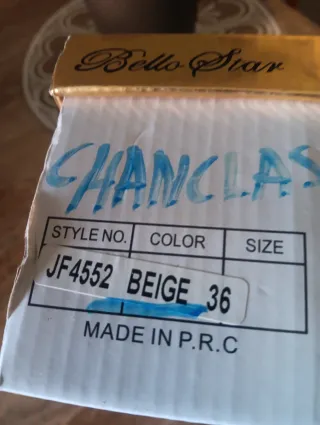 Bello Star
CHANCLAS
STYLE NO. COLOR SIZE
JF4552 BEIGE 36
MADE IN P.R.C